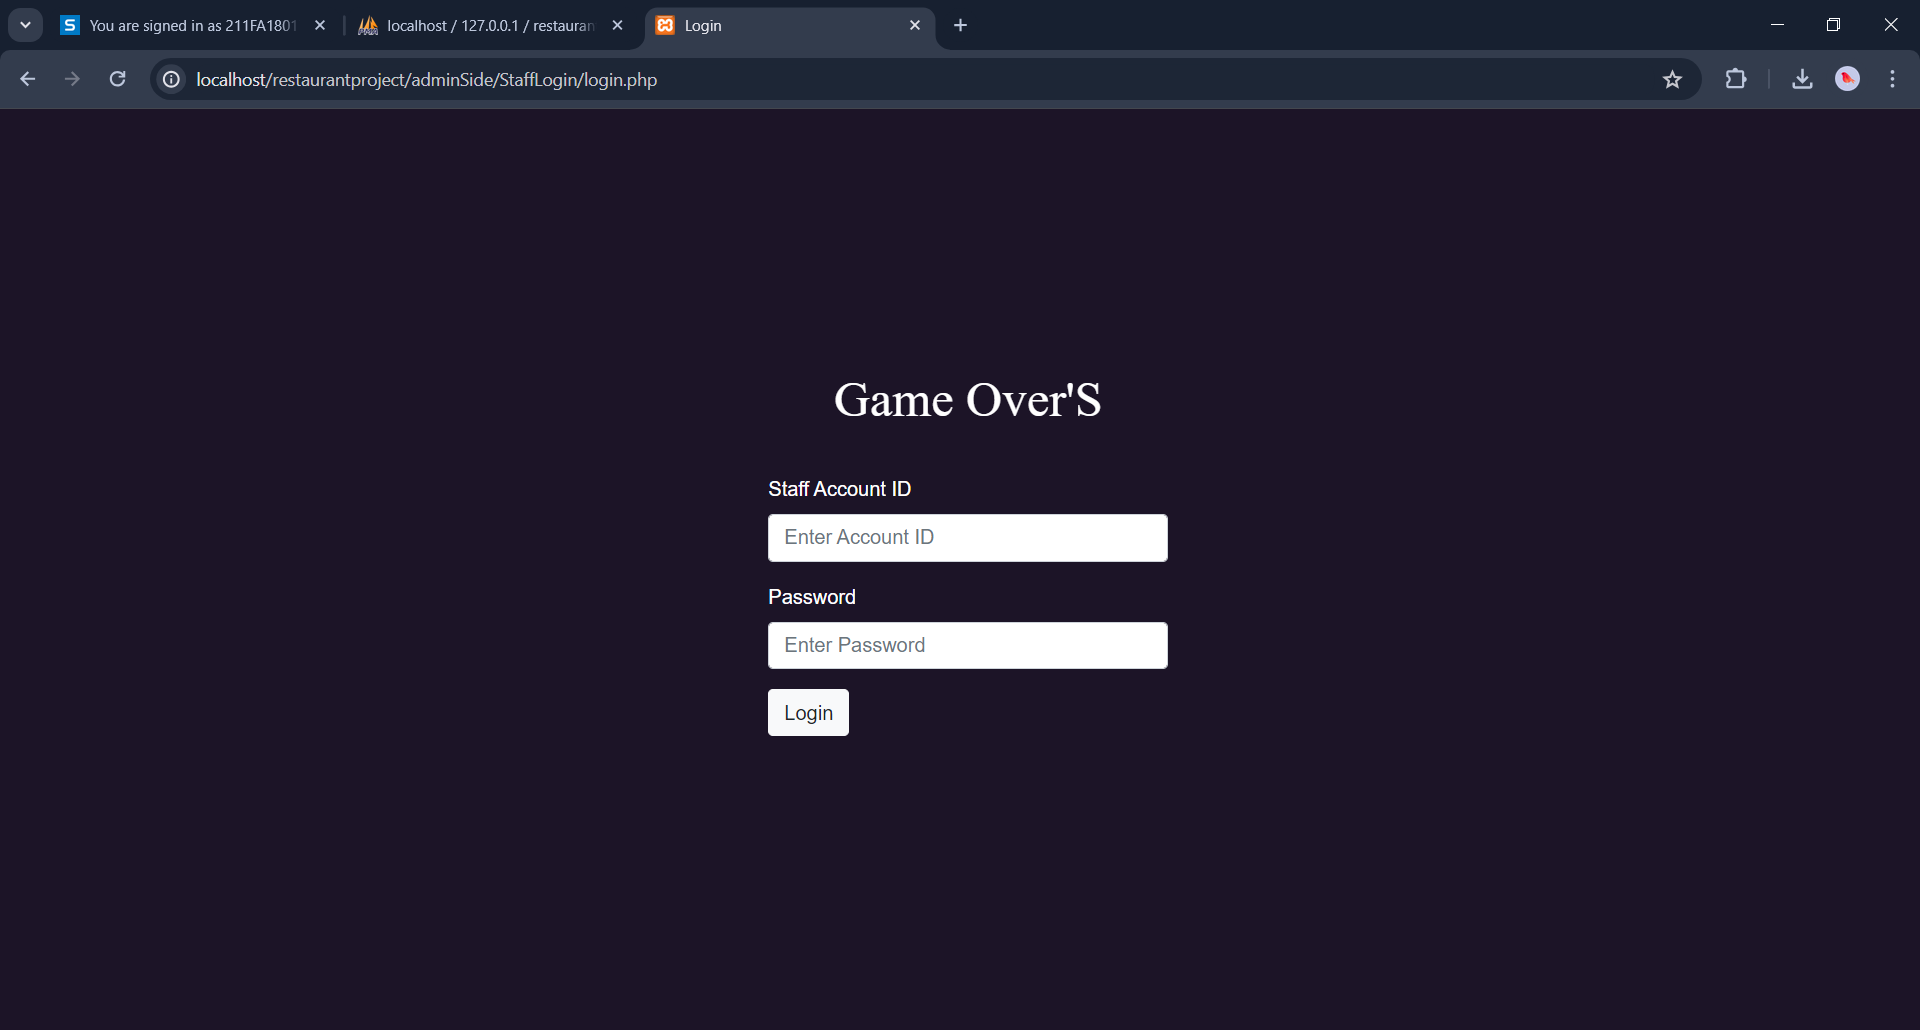 You are signed in as 211FA1801
localhost / 127.0.0.1 / restauran
Login
localhost/restaurantproject/adminSide/StaffLogin/login.php
Game Over'S
Staff Account ID
Enter Account ID
Password
Enter Password
Login